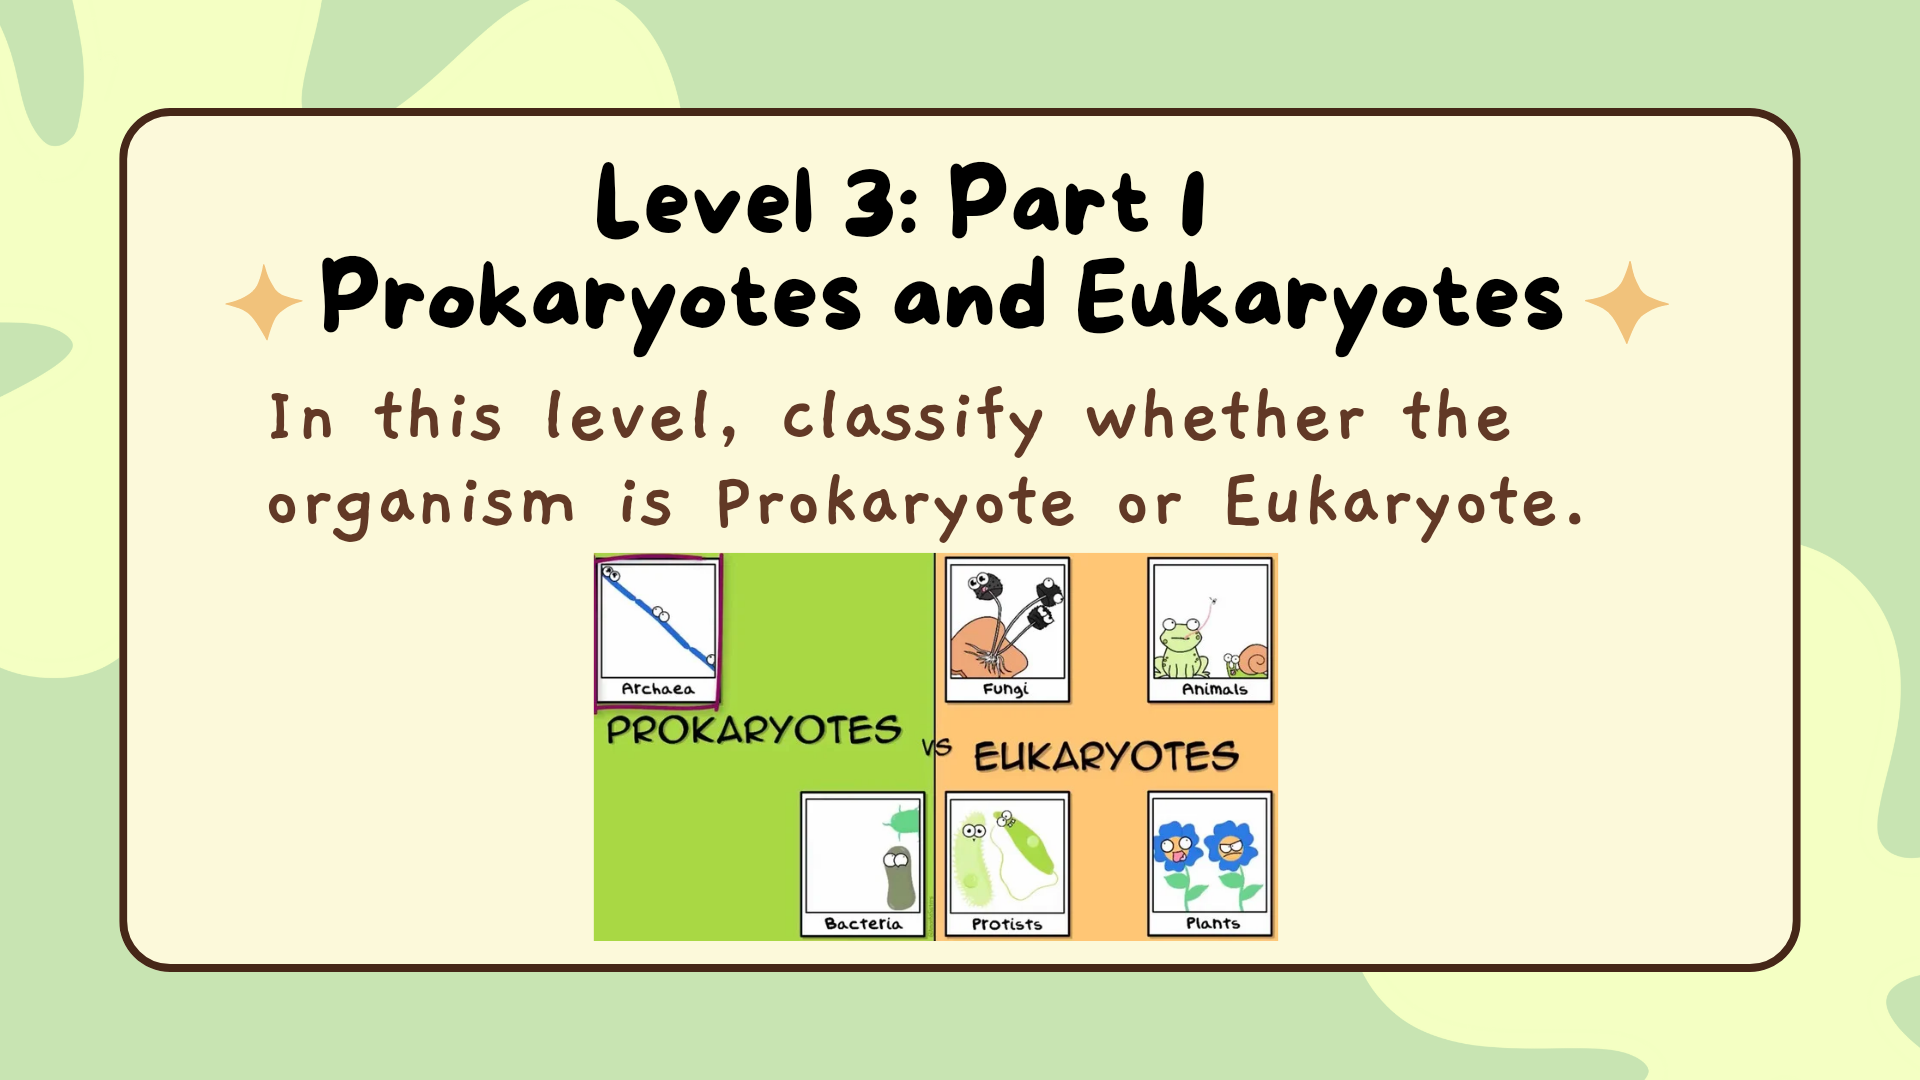 Level 3: Part 1
Prokaryotes and Eukaryotes
In this level, classify whether the
organism is Prokaryote or Eukaryote.
Archaea
Fungi
Animals
PROKARYOTES
vs
EUKARYOTES
Bacteria
Protists
Plants